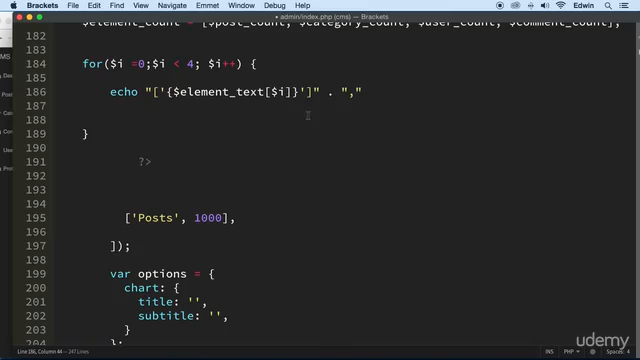 Brackets File Edit Find View Navigate Emmet Debug Help Edwin
admin/index.php (cms) — Brackets
$element_count = [$post_count, $category_count, $user_count, $comment_count],
182
183
184 for($i =0;$i < 4; $i++) {
185
186 echo "['{$element_text[$i]}']" . ","
187
188
189 }
190
191 ?>
192
193
194
195 ['Posts', 1000],
196
197 ]);
198
199 var options = {
200 chart: {
201 title: '',
202 subtitle: '',
203 }
204 };
Line 186, Column 44 — 247 Lines
INS PHP Spaces: 4
udemy